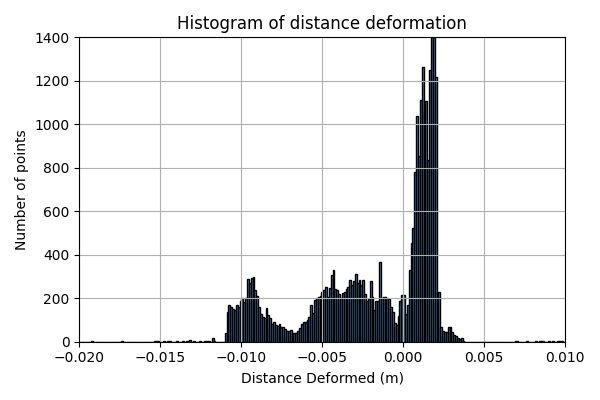 Histogram of distance deformation
1400
1200
1000
800
600
400
200
0
Number of points
−0.020 −0.015 −0.010 −0.005 0.000 0.005 0.010
Distance Deformed (m)